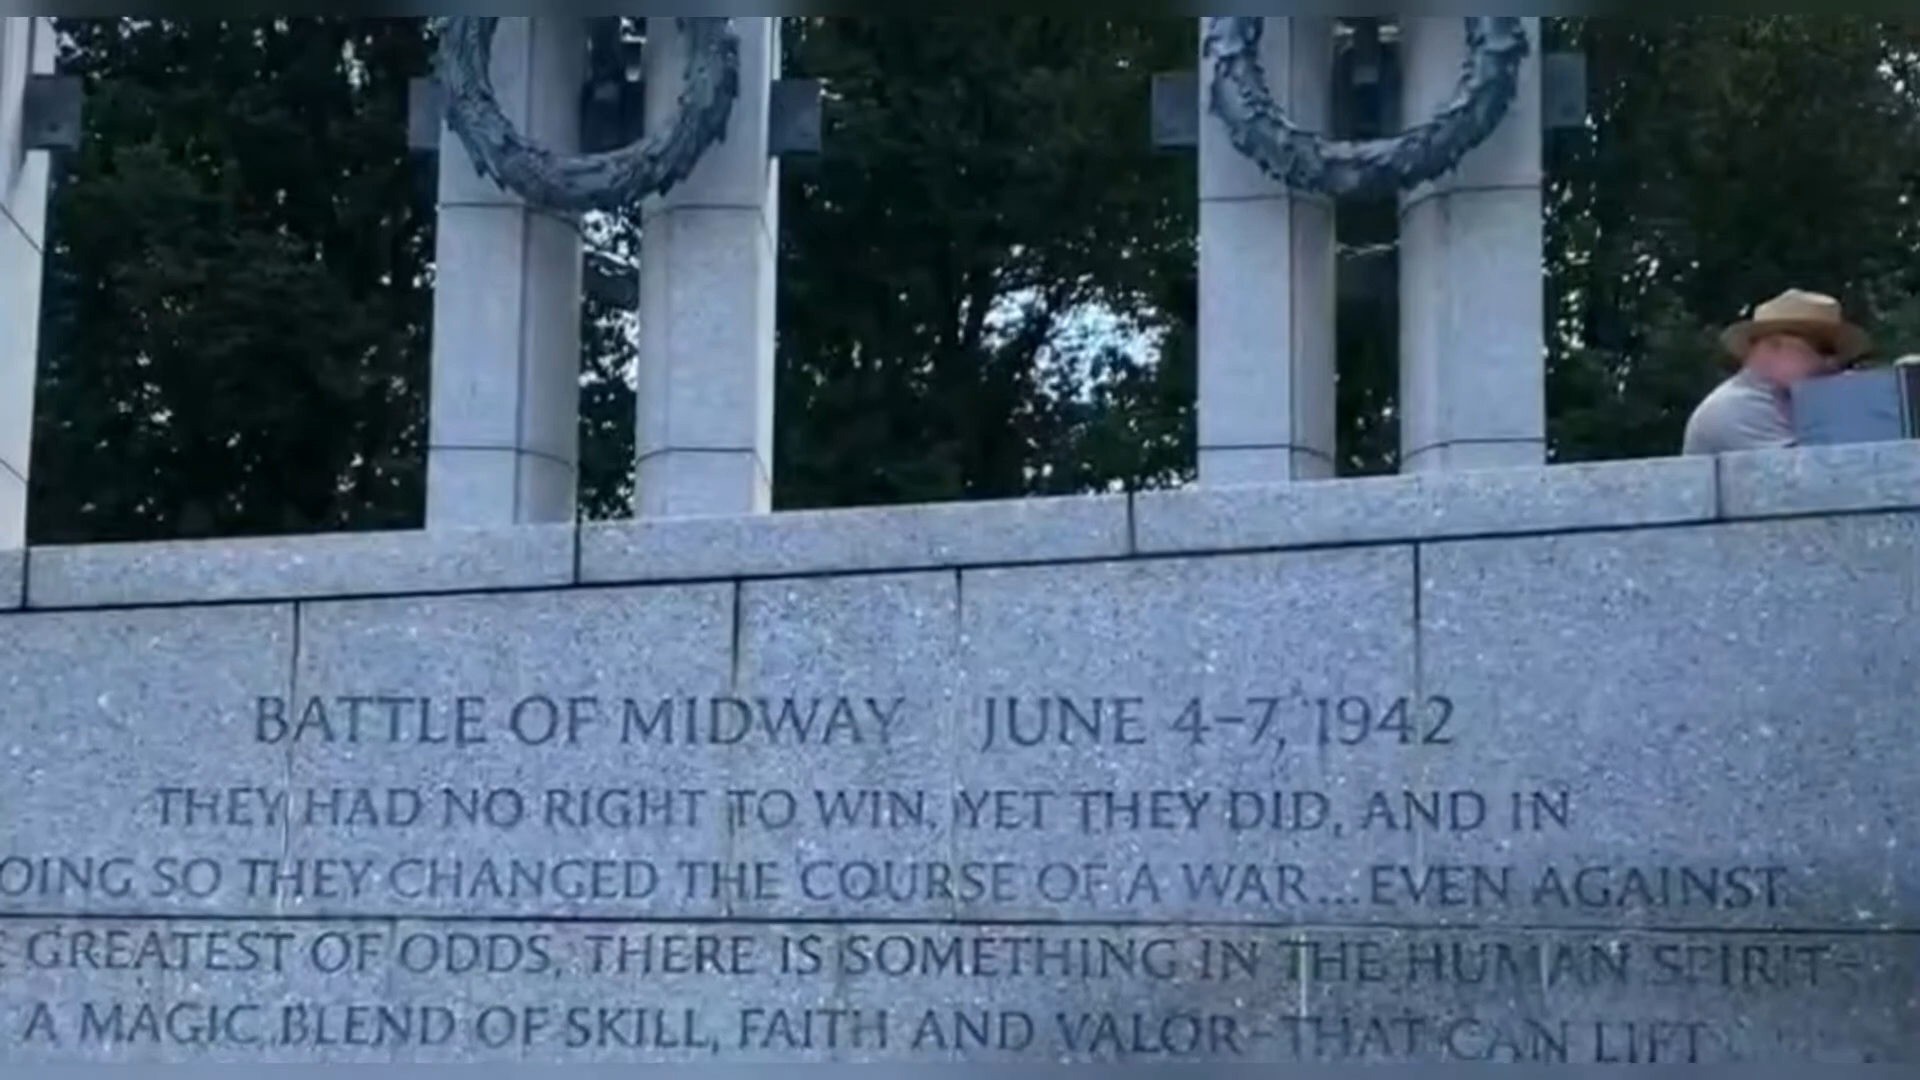 BATTLE OF MIDWAY JUNE 4-7, 1942
THEY HAD NO RIGHT TO WIN, YET THEY DID, AND IN
OING SO THEY CHANGED THE COURSE OF A WAR...EVEN AGAINST
E GREATEST OF ODDS, THERE IS SOMETHING IN THE HUMAN SPIRIT-
A MAGIC BLEND OF SKILL, FAITH AND VALOR-THAT CAN LIFT